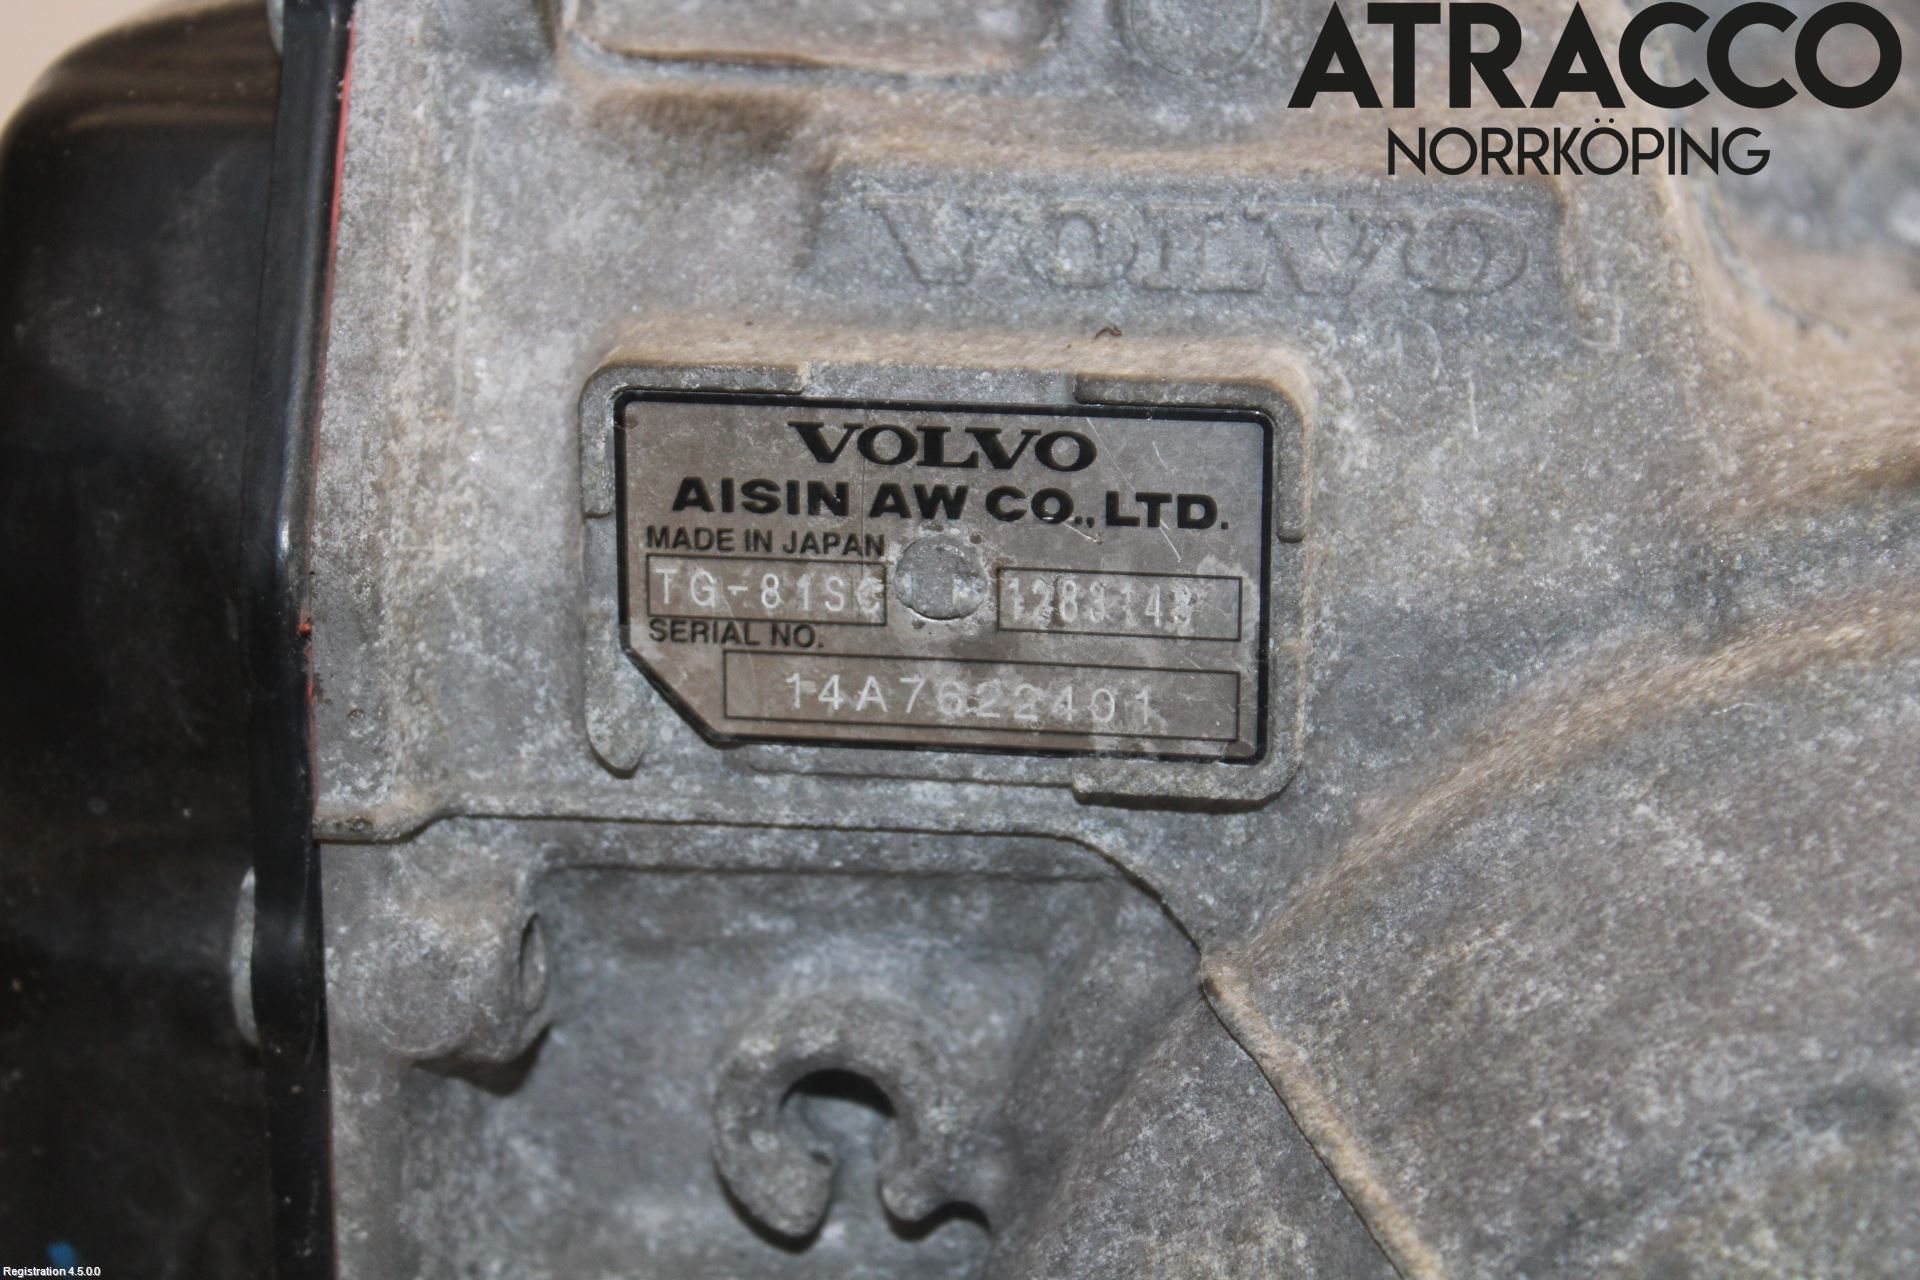 ATRACCO
NORRKÖPING
VOLVO
VOLVO
AISIN AW CO., LTD.
MADE IN JAPAN
TG-81SC
SERIAL NO.
14A7622401
Registration 4.5.0.0